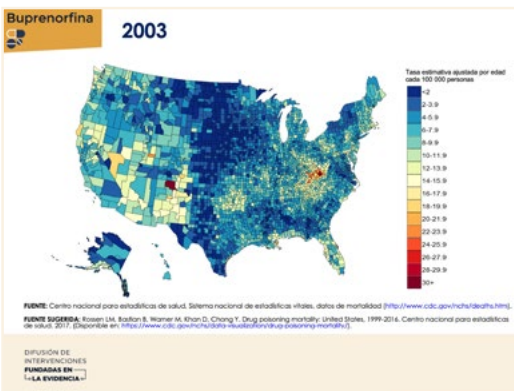 Buprenorfina
2003
Tasa estimativa ajustada por edad
cada 100 000 personas
<2
2-3.9
4-5.9
6-7.9
8-9.9
10-11.9
12-13.9
14-15.9
16-17.9
18-19.9
20-21.9
22-23.9
24-25.9
26-27.9
28-29.9
30+
FUENTE: Centro nacional para estadísticas de salud, Sistema nacional de estadísticas vitales, datos de mortalidad (http://www.cdc.gov/nchs/deaths.htm).
FUENTE SUGERIDA: Rossen LM, Bastian B, Warner M, Khan D, Chong Y. Drug poisoning mortality: United States, 1999-2016. Centro nacional para estadísticas
de salud. 2017. (Disponible en: https://www.cdc.gov/nchs/data-visualization/drug-poisoning-mortality/).
DIFUSIÓN DE
INTERVENCIONES
FUNDADAS EN
LA EVIDENCIA